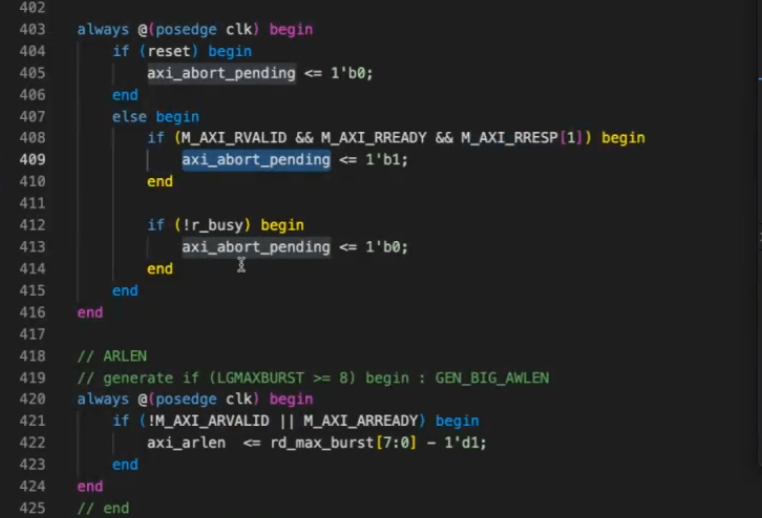 402
403 always @(posedge clk) begin
404 if (reset) begin
405 axi_abort_pending <= 1'b0;
406 end
407 else begin
408 if (M_AXI_RVALID && M_AXI_RREADY && M_AXI_RRESP[1]) begin
409 axi_abort_pending <= 1'b1;
410 end
411
412 if (!r_busy) begin
413 axi_abort_pending <= 1'b0;
414 end
415 end
416 end
417
418 // ARLEN
419 // generate if (LGMAXBURST >= 8) begin : GEN_BIG_AWLEN
420 always @(posedge clk) begin
421 if (!M_AXI_ARVALID || M_AXI_ARREADY) begin
422 axi_arlen <= rd_max_burst[7:0] - 1'd1;
423 end
424 end
425 // end